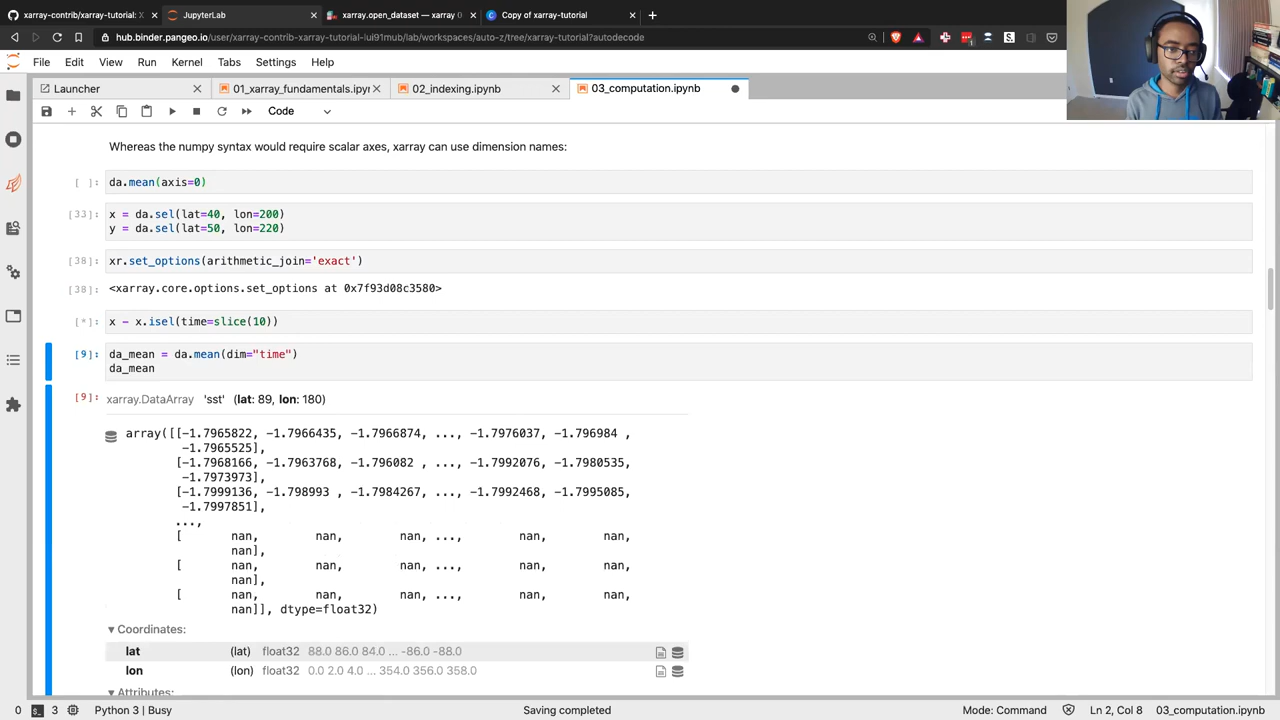 xarray-contrib/xarray-tutorial: X
JupyterLab
xarray.open_dataset — xarray 0
Copy of xarray-tutorial
hub.binder.pangeo.io/user/xarray-contrib-xarray-tutorial-iui91mub/lab/workspaces/auto-z/tree/xarray-tutorial?autodecode
File Edit View Run Kernel Tabs Settings Help
Launcher
01_xarray_fundamentals.ipyr
02_indexing.ipynb
03_computation.ipynb
Code
Whereas the numpy syntax would require scalar axes, xarray can use dimension names:
[ ]: da.mean(axis=0)
[33]: x = da.sel(lat=40, lon=200)
y = da.sel(lat=50, lon=220)
[38]: xr.set_options(arithmetic_join='exact')
[38]: <xarray.core.options.set_options at 0x7f93d08c3580>
[*]: x - x.isel(time=slice(10))
[9]: da_mean = da.mean(dim="time")
da_mean
[9]: xarray.DataArray 'sst' (lat: 89, lon: 180)
array([[-1.7965822, -1.7966435, -1.7966874, ..., -1.7976037, -1.796984 ,
-1.7965525],
[-1.7968166, -1.7963768, -1.796082 , ..., -1.7992076, -1.7980535,
-1.7973973],
[-1.7999136, -1.798993 , -1.7984267, ..., -1.7992468, -1.7995085,
-1.7997851],
...,
[ nan, nan, nan, ..., nan, nan,
nan],
[ nan, nan, nan, ..., nan, nan,
nan],
[ nan, nan, nan, ..., nan, nan,
nan]], dtype=float32)
▼ Coordinates:
lat (lat) float32 88.0 86.0 84.0 ... -86.0 -88.0
lon (lon) float32 0.0 2.0 4.0 ... 354.0 356.0 358.0
▼ Attributes:
0 3 Python 3 | Busy Saving completed Mode: Command Ln 2, Col 8 03_computation.ipynb